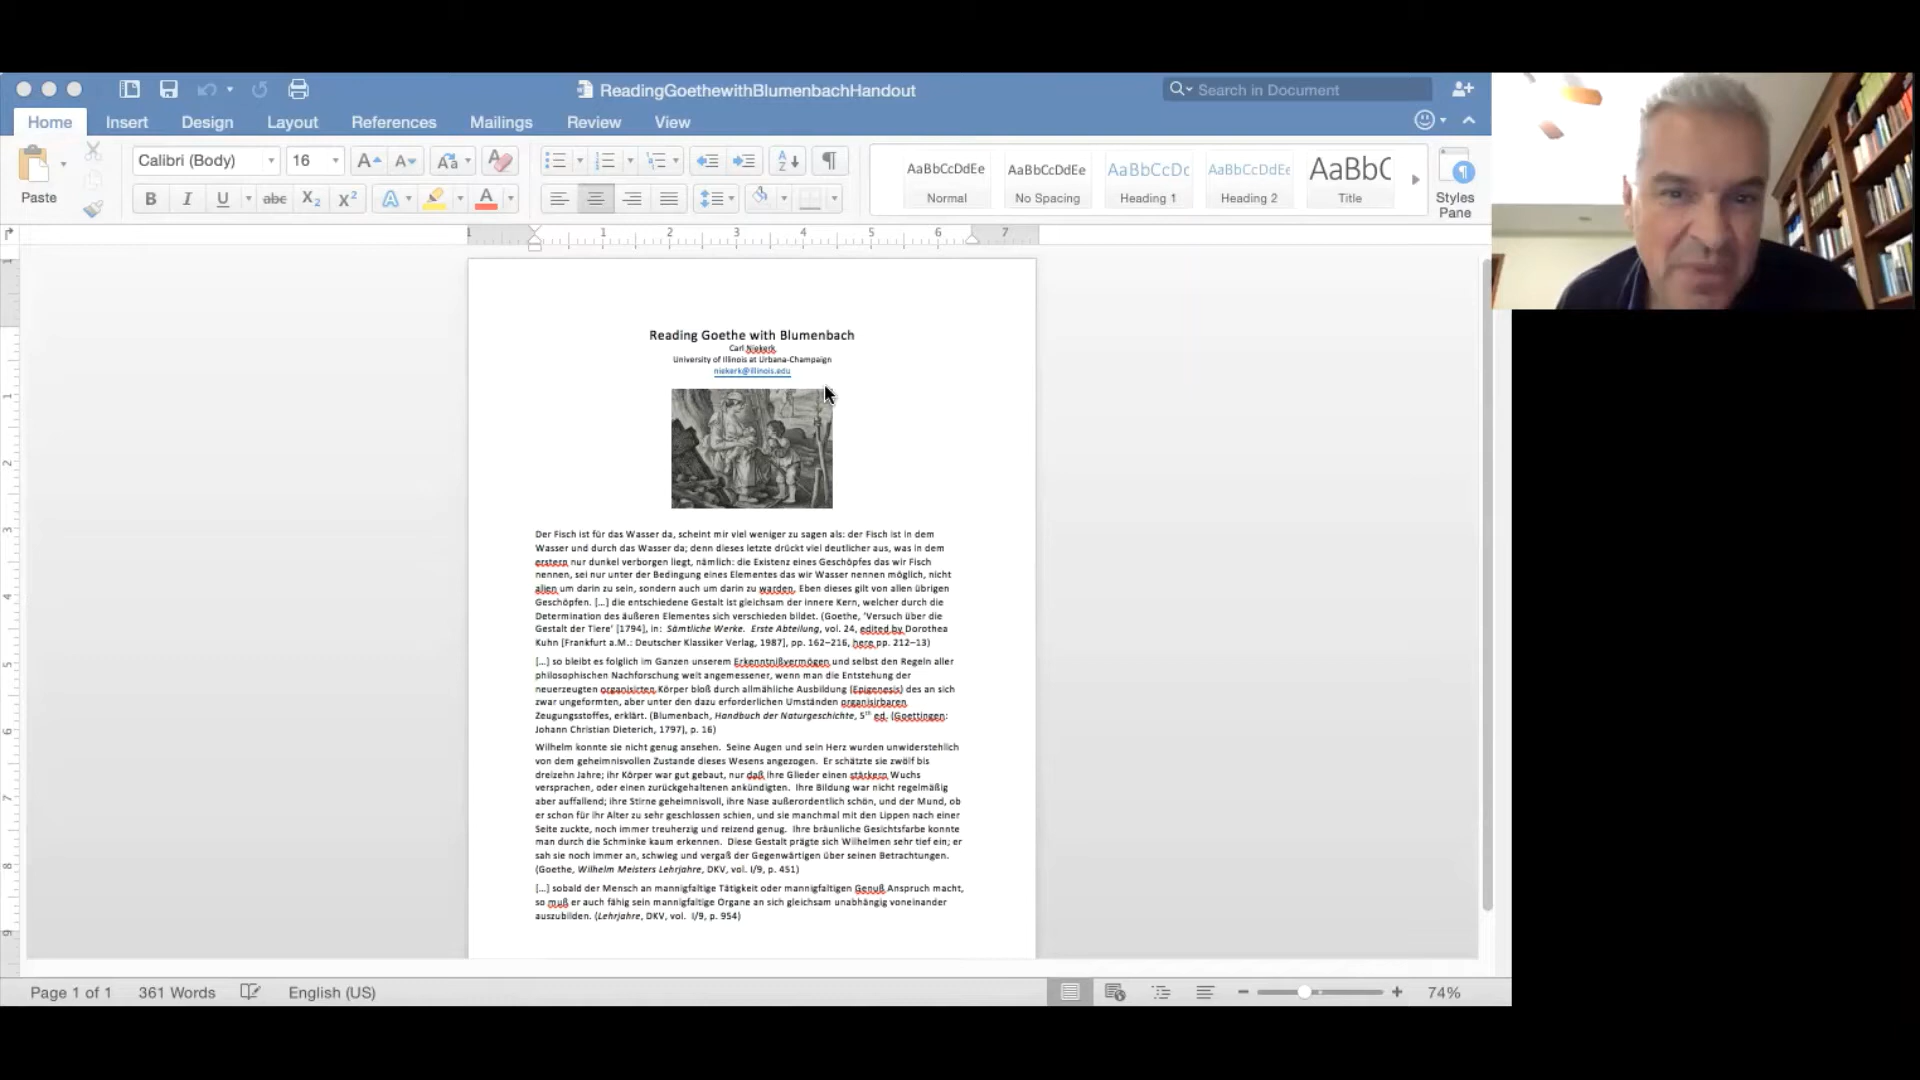 ReadingGoethewithBlumenbachHandout
Search in Document
Home Insert Design Layout References Mailings Review View
Paste
Calibri (Body) 16
AaBbCcDdEe AaBbCcDdEe AaBbCcDc AaBbCcDdEe AaBbC
Normal No Spacing Heading 1 Heading 2 Title
Styles Pane
1 1 2 3 4 5 6 7
Reading Goethe with Blumenbach
Carl Niekerk
University of Illinois at Urbana-Champaign
niekerk@illinois.edu
Der Fisch ist für das Wasser da, scheint mir viel weniger zu sagen als: der Fisch ist in dem
Wasser und durch das Wasser da; denn dieses letzte drückt viel deutlicher aus, was in dem
erstern nur dunkel verborgen liegt, nämlich: die Existenz eines Geschöpfes das wir Fisch
nennen, sei nur unter der Bedingung eines Elementes das wir Wasser nennen möglich, nicht
allen um darin zu sein, sondern auch um darin zu warden. Eben dieses gilt von allen übrigen
Geschöpfen. [...] die entschiedene Gestalt ist gleichsam der innere Kern, welcher durch die
Determination des äußeren Elementes sich verschieden bildet. (Goethe, 'Versuch über die
Gestalt der Tiere' [1794], in: Sämtliche Werke. Erste Abteilung, vol. 24, edited by Dorothea
Kuhn [Frankfurt a.M.: Deutscher Klassiker Verlag, 1987], pp. 162–216, here pp. 212–13)
[...] so bleibt es folglich im Ganzen unserem Erkenntnißvermögen und selbst den Regeln aller
philosophischen Nachforschung weit angemessener, wenn man die Entstehung der
neuerzeugten organisirten Körper bloß durch allmähliche Ausbildung (Epigenesis) des an sich
zwar ungeformten, aber unter den dazu erforderlichen Umständen organisirbaren
Zeugungsstoffes, erklärt. (Blumenbach, Handbuch der Naturgeschichte, 5th ed. (Goettingen:
Johann Christian Dieterich, 1797], p. 16)
Wilhelm konnte sie nicht genug ansehen. Seine Augen und sein Herz wurden unwiderstehlich
von dem geheimnisvollen Zustande dieses Wesens angezogen. Er schätzte sie zwölf bis
dreizehn Jahre; ihr Körper war gut gebaut, nur daß ihre Glieder einen stärkern Wuchs
versprachen, oder einen zurückgehaltenen ankündigten. Ihre Bildung war nicht regelmäßig
aber auffallend; ihre Stirne geheimnisvoll, ihre Nase außerordentlich schön, und der Mund, ob
er schon für ihr Alter zu sehr geschlossen schien, und sie manchmal mit den Lippen nach einer
Seite zuckte, noch immer treuherzig und reizend genug. Ihre bräunliche Gesichtsfarbe konnte
man durch die Schminke kaum erkennen. Diese Gestalt prägte sich Wilhelmen sehr tief ein; er
sah sie noch immer an, schwieg und vergaß der Gegenwärtigen über seinen Betrachtungen.
(Goethe, Wilhelm Meisters Lehrjahre, DKV, vol. I/9, p. 451)
[...] sobald der Mensch an mannigfaltige Tätigkeit oder mannigfaltigen Genuß Anspruch macht,
so muß er auch fähig sein mannigfaltige Organe an sich gleichsam unabhängig voneinander
auszubilden. (Lehrjahre, DKV, vol. I/9, p. 954)
Page 1 of 1 361 Words English (US) 74%